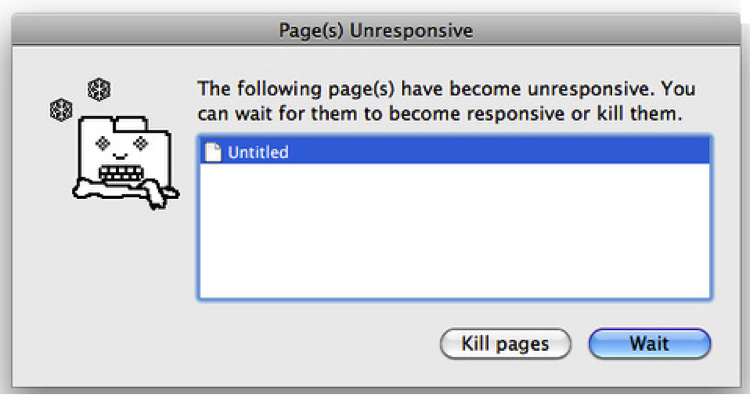 Page(s) Unresponsive
The following page(s) have become unresponsive. You
can wait for them to become responsive or kill them.
Untitled
Kill pages
Wait